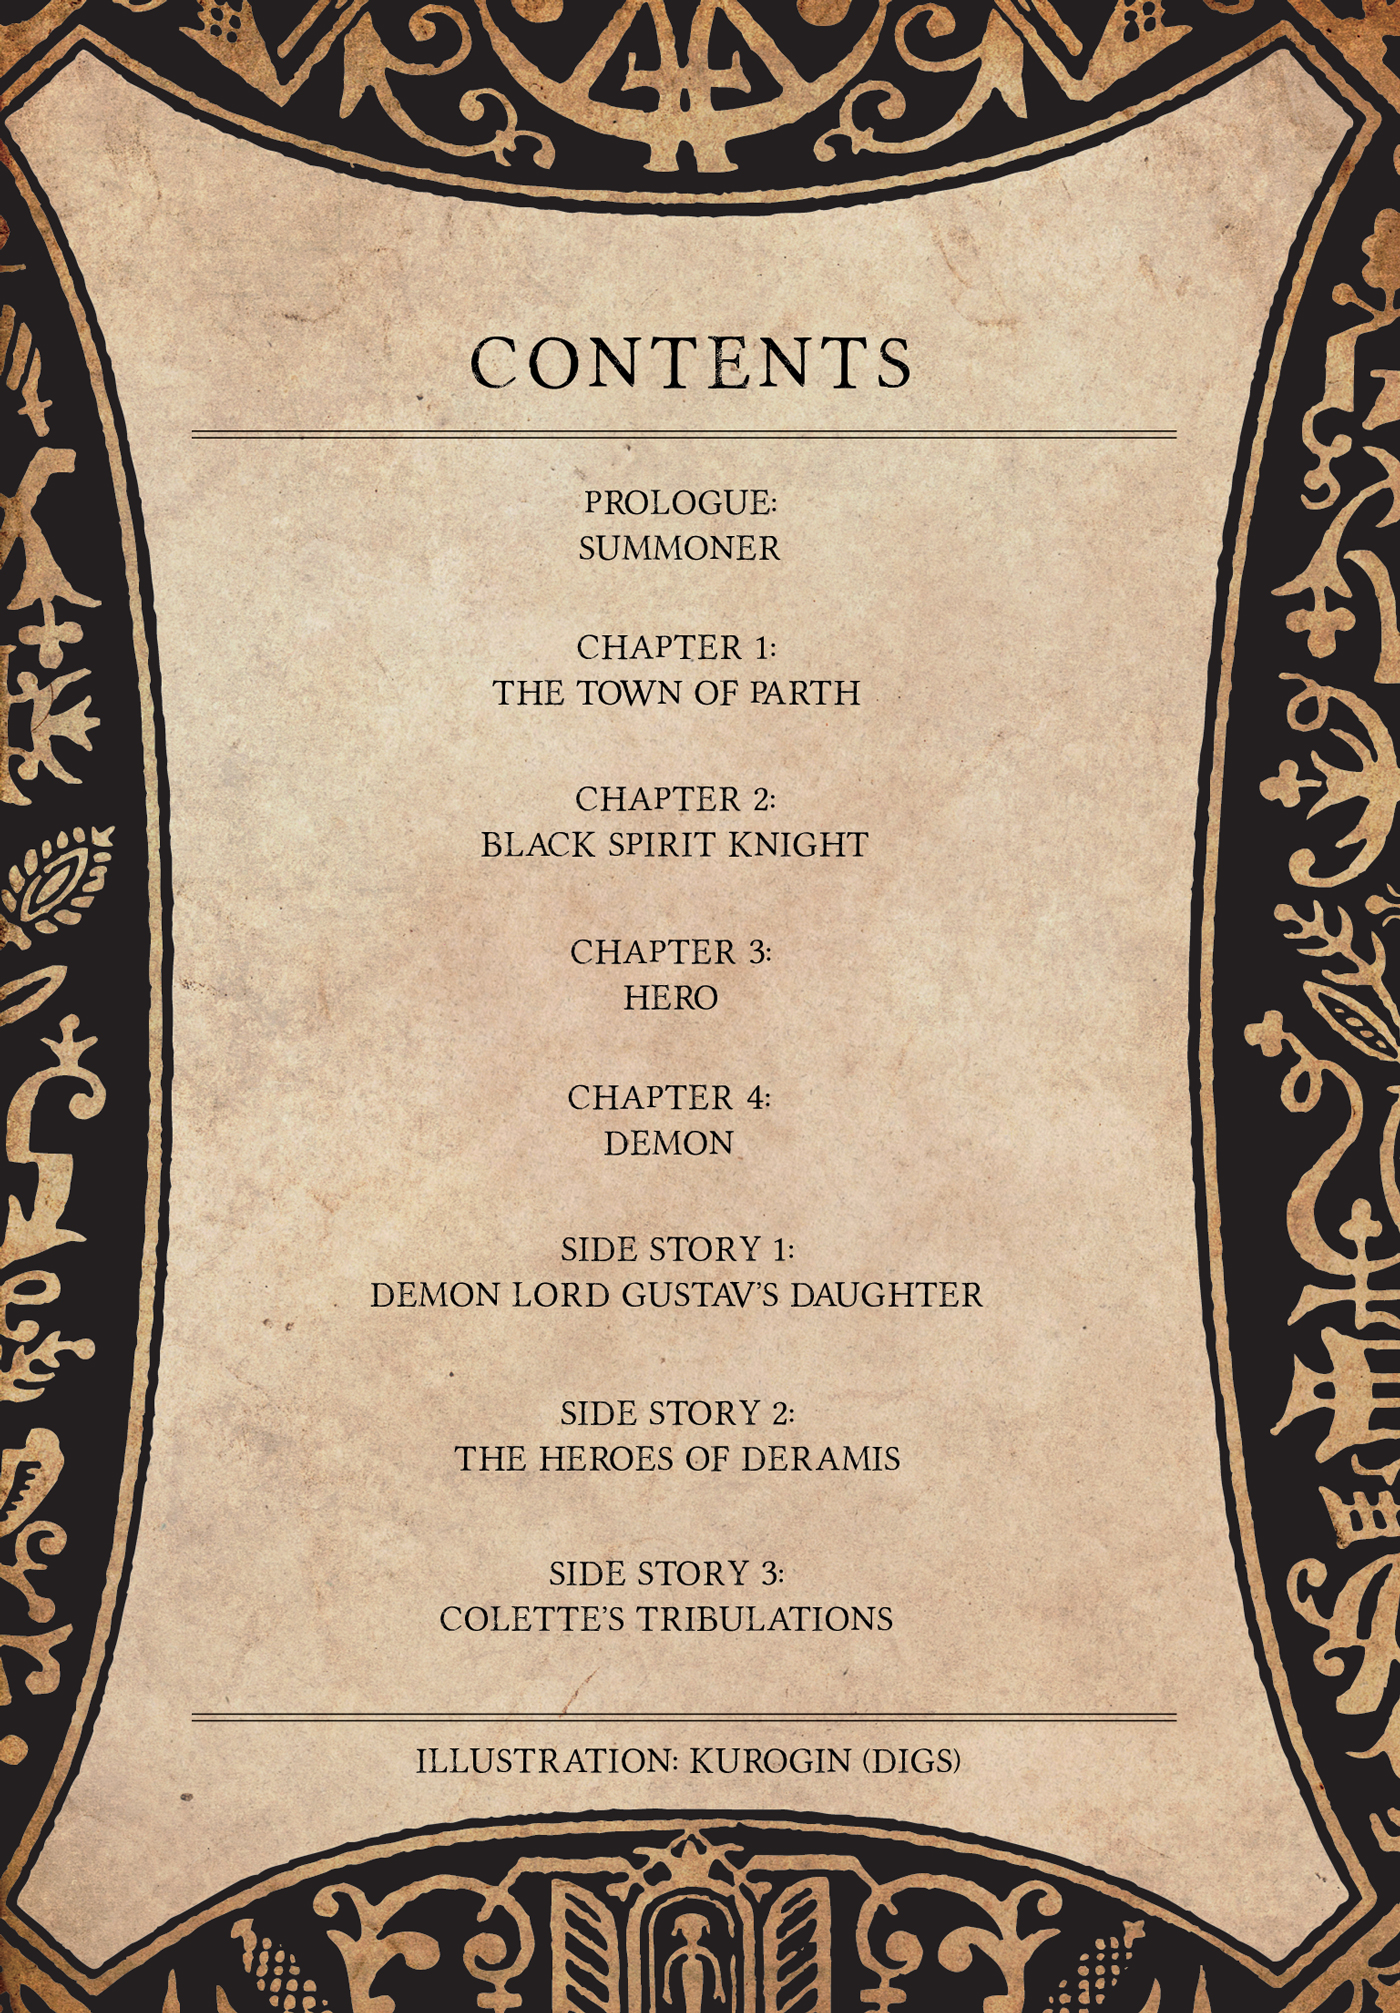 CONTENTS
PROLOGUE:
SUMMONER
CHAPTER 1:
THE TOWN OF PARTH
CHAPTER 2:
BLACK SPIRIT KNIGHT
CHAPTER 3:
HERO
CHAPTER 4:
DEMON
SIDE STORY 1:
DEMON LORD GUSTAV’S DAUGHTER
SIDE STORY 2:
THE HEROES OF DERAMIS
SIDE STORY 3:
COLETTE’S TRIBULATIONS
ILLUSTRATION: KUROGIN (DIGS)